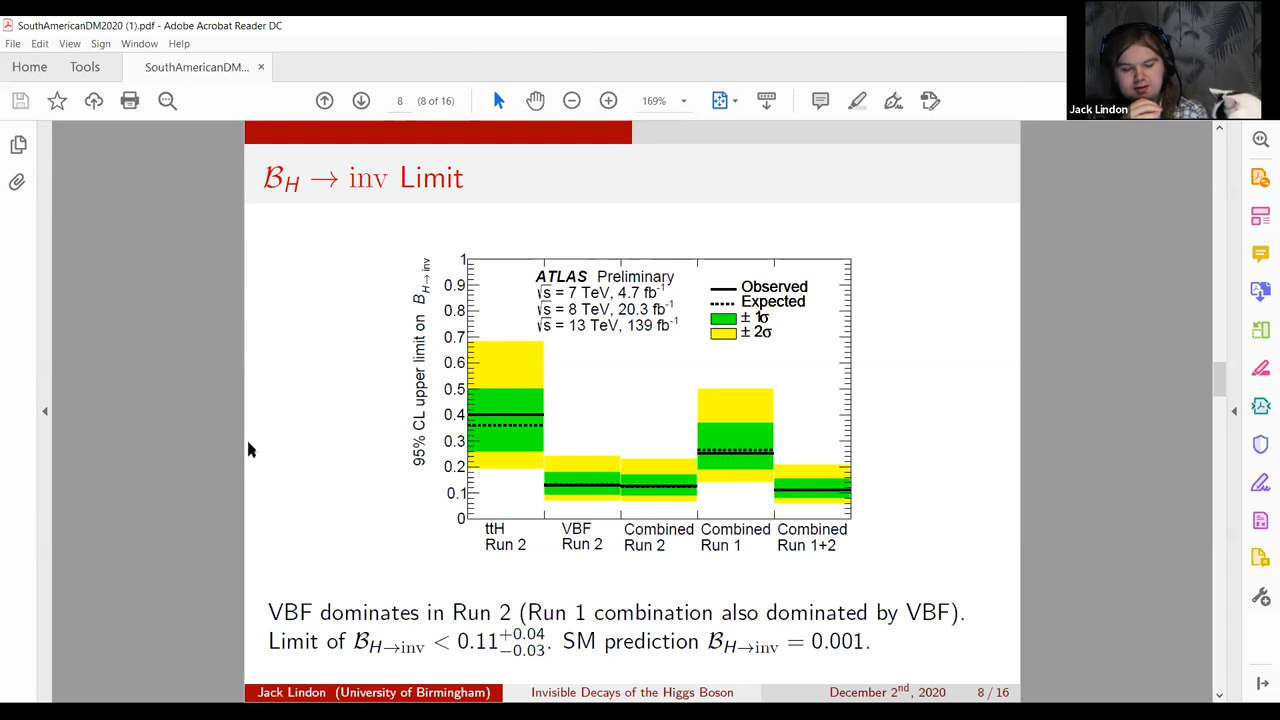 SouthAmericanDM2020 (1).pdf - Adobe Acrobat Reader DC
File Edit View Sign Window Help
Home Tools SouthAmericanDM... ×
8 (8 of 16) 169%
Jack Lindon
B_H → inv Limit
95% CL upper limit on B_H→inv
1
0.9
0.8
0.7
0.6
0.5
0.4
0.3
0.2
0.1
0
ATLAS Preliminary
√s = 7 TeV, 4.7 fb⁻¹
√s = 8 TeV, 20.3 fb⁻¹
√s = 13 TeV, 139 fb⁻¹
Observed
Expected
± 1σ
± 2σ
ttH
Run 2
VBF
Run 2
Combined
Run 2
Combined
Run 1
Combined
Run 1+2
VBF dominates in Run 2 (Run 1 combination also dominated by VBF).
Limit of B_H→inv < 0.11 +0.04 −0.03. SM prediction B_H→inv = 0.001.
Jack Lindon (University of Birmingham) Invisible Decays of the Higgs Boson December 2nd, 2020 8 / 16